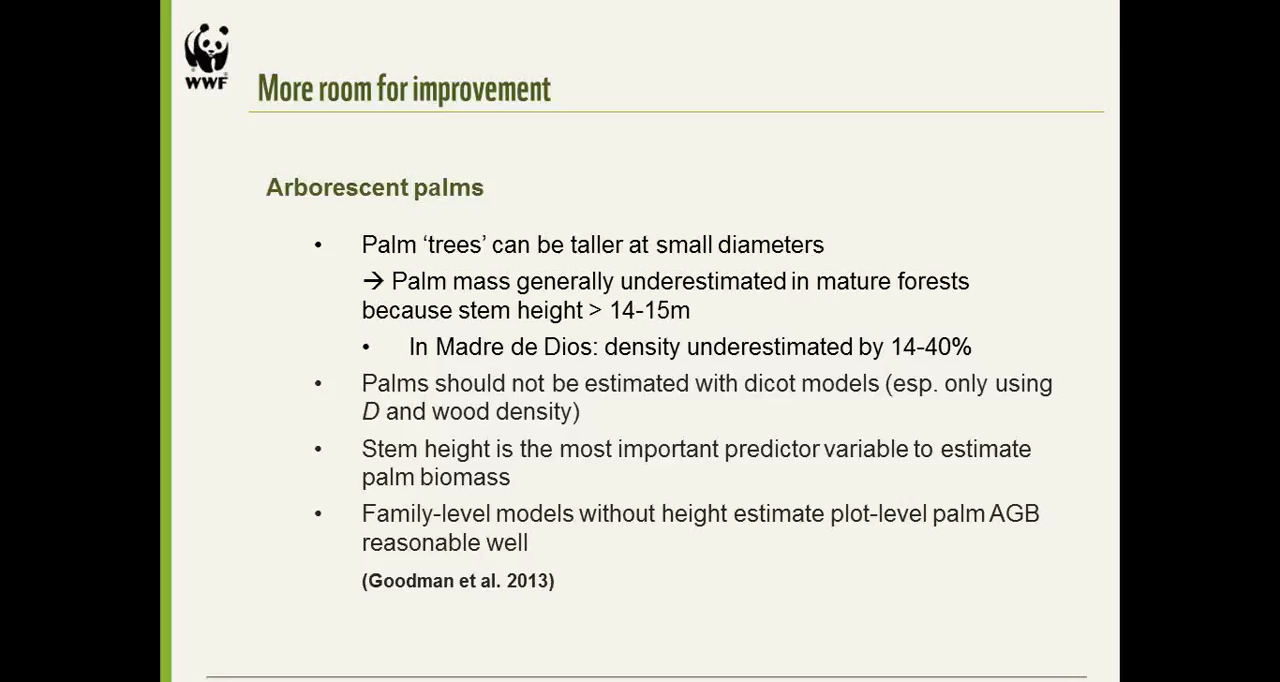 WWF
More room for improvement
Arborescent palms
• Palm ‘trees’ can be taller at small diameters
→ Palm mass generally underestimated in mature forests
because stem height > 14-15m
• In Madre de Dios: density underestimated by 14-40%
• Palms should not be estimated with dicot models (esp. only using
D and wood density)
• Stem height is the most important predictor variable to estimate
palm biomass
• Family-level models without height estimate plot-level palm AGB
reasonable well
(Goodman et al. 2013)